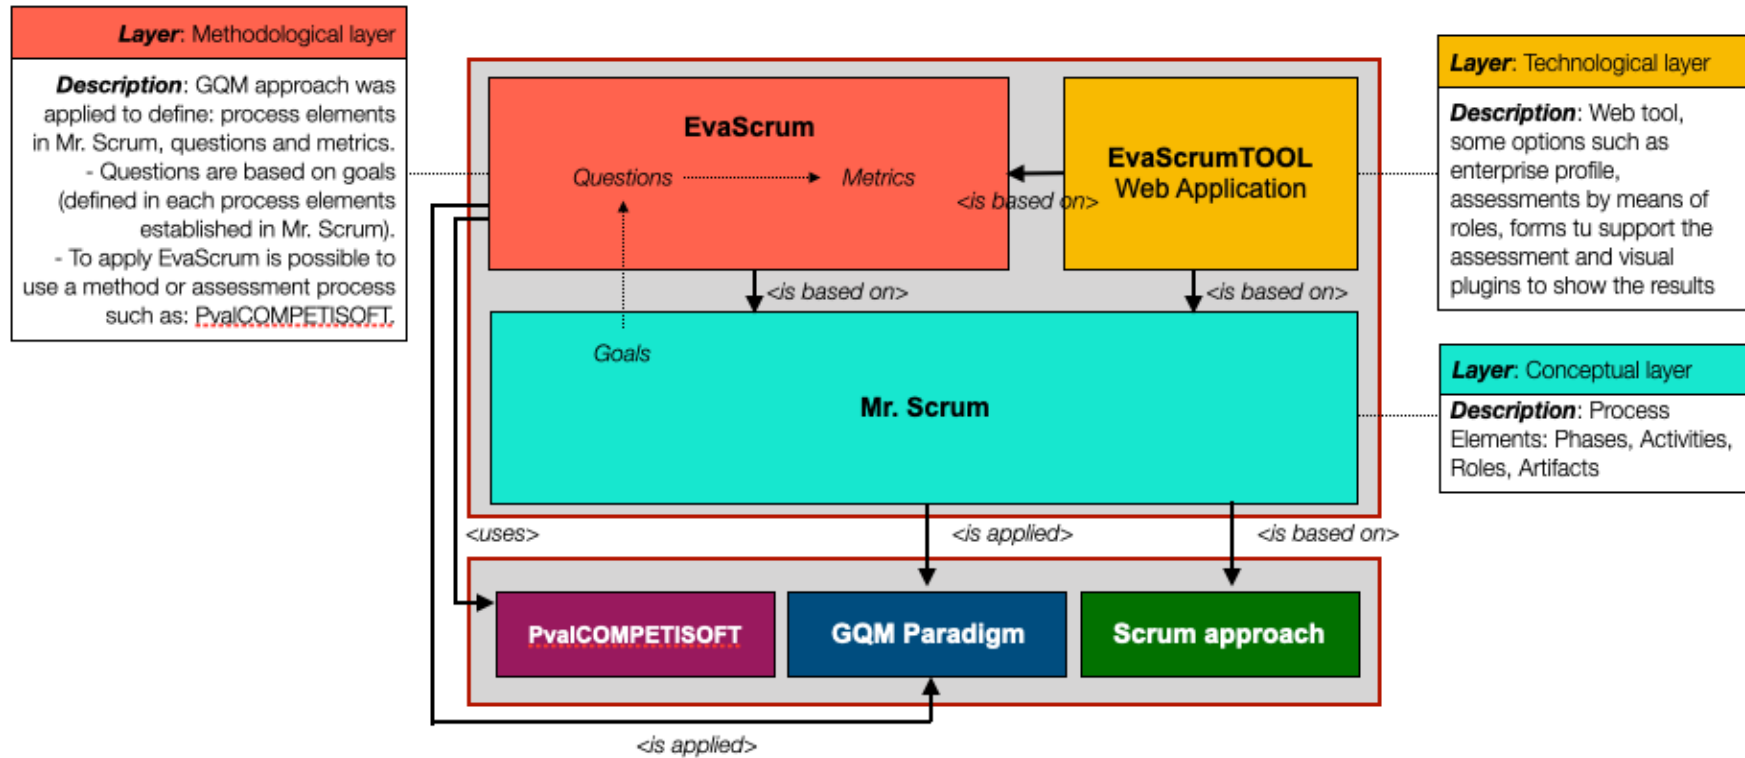 Layer: Methodological layer
Description: GQM approach was
applied to define: process elements
in Mr. Scrum, questions and metrics.
- Questions are based on goals
(defined in each process elements
established in Mr. Scrum).
- To apply EvaScrum is possible to
use a method or assessment process
such as: PvalCOMPETISOFT.
EvaScrum
Questions
Metrics
<is based on>
EvaScrumTOOL
Web Application
Layer: Technological layer
Description: Web tool,
some options such as
enterprise profile,
assessments by means of
roles, forms tu support the
assessment and visual
plugins to show the results
<is based on>
<is based on>
Goals
Mr. Scrum
Layer: Conceptual layer
Description: Process
Elements: Phases, Activities,
Roles, Artifacts
<uses>
<is applied>
<is based on>
PvalCOMPETISOFT
GQM Paradigm
Scrum approach
<is applied>